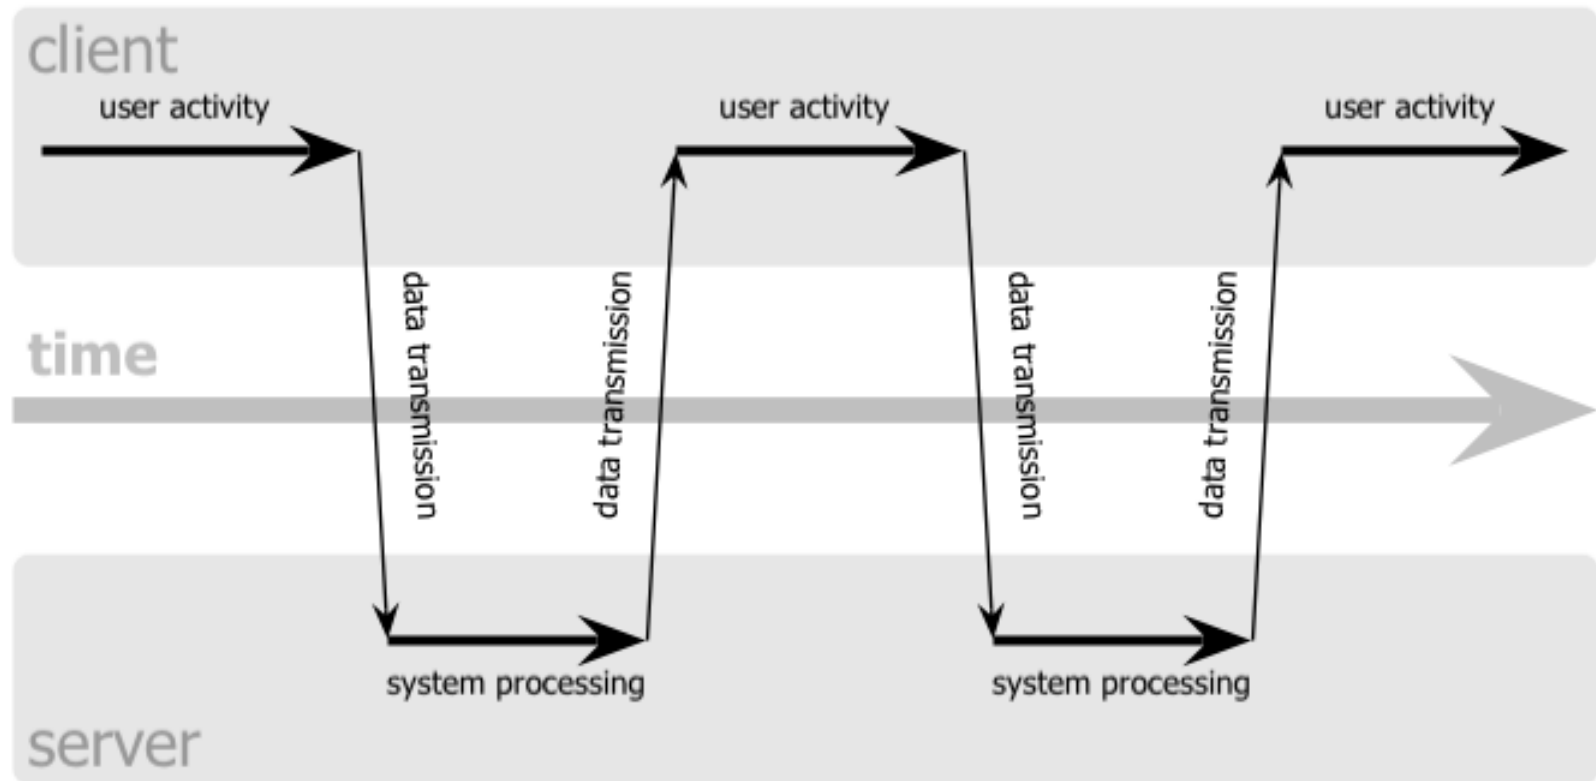 client
user activity
user activity
user activity
data transmission
data transmission
data transmission
data transmission
time
system processing
system processing
server